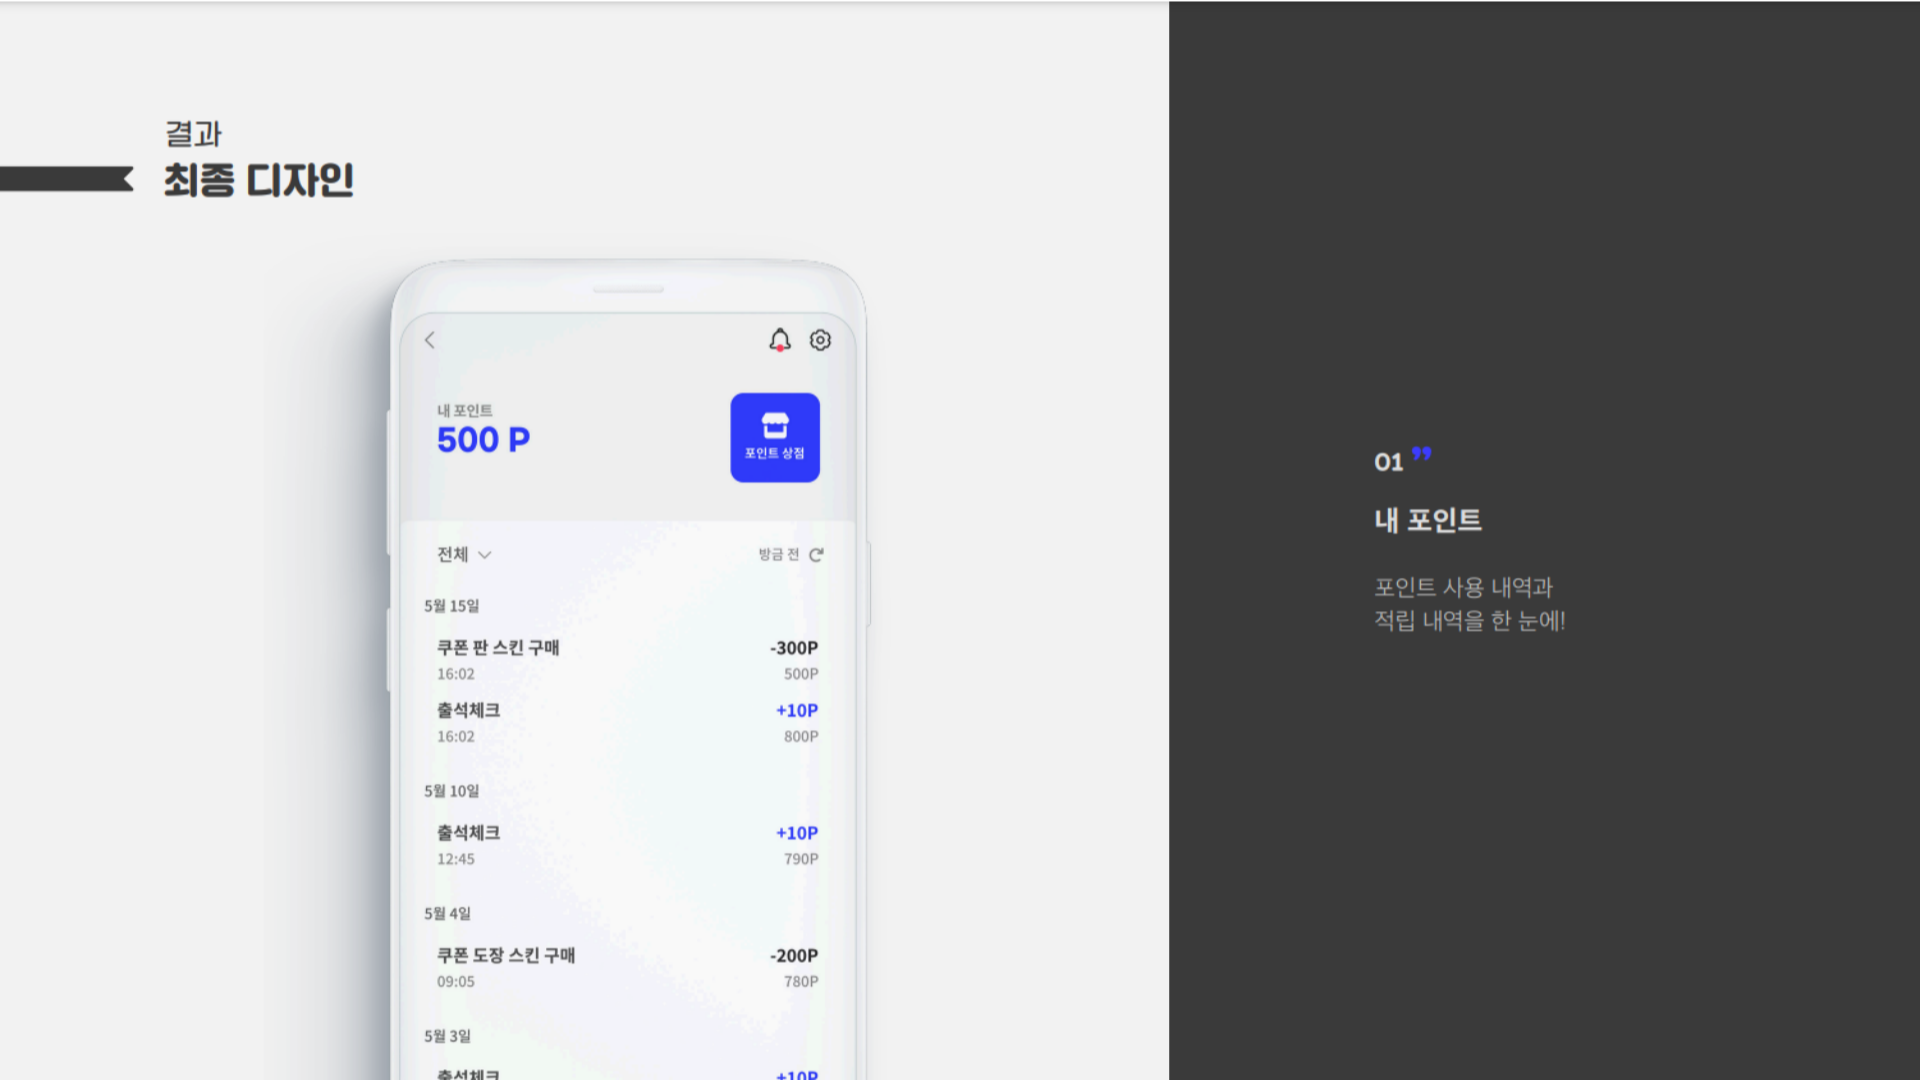 결과
최종 디자인
내 포인트
500 P
포인트 상점
전체
방금 전
5월 15일
쿠폰 판 스킨 구매 -300P
16:02 500P
출석체크 +10P
16:02 800P
5월 10일
출석체크 +10P
12:45 790P
5월 4일
쿠폰 도장 스킨 구매 -200P
09:05 780P
5월 3일
출석체크 +10P
01 ”
내 포인트
포인트 사용 내역과
적립 내역을 한 눈에!